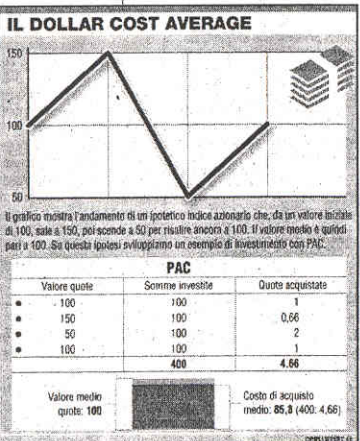 IL DOLLAR COST AVERAGE
150
100
50
Il grafico mostra l'andamento di un ipotetico indice azionario che, da un valore iniziale
di 100, sale a 150, poi scende a 50 per risalire ancora a 100. Il valore medio è quindi
pari a 100. Su questa ipotesi sviluppiamo un esempio di investimento con PAC.
PAC
Valore quote Somme investite Quote acquistate
100 100 1
150 100 0,66
50 100 2
100 100 1
400 4.66
Valore medio
quote: 100
Costo di acquisto
medio: 85,8 (400: 4,66)